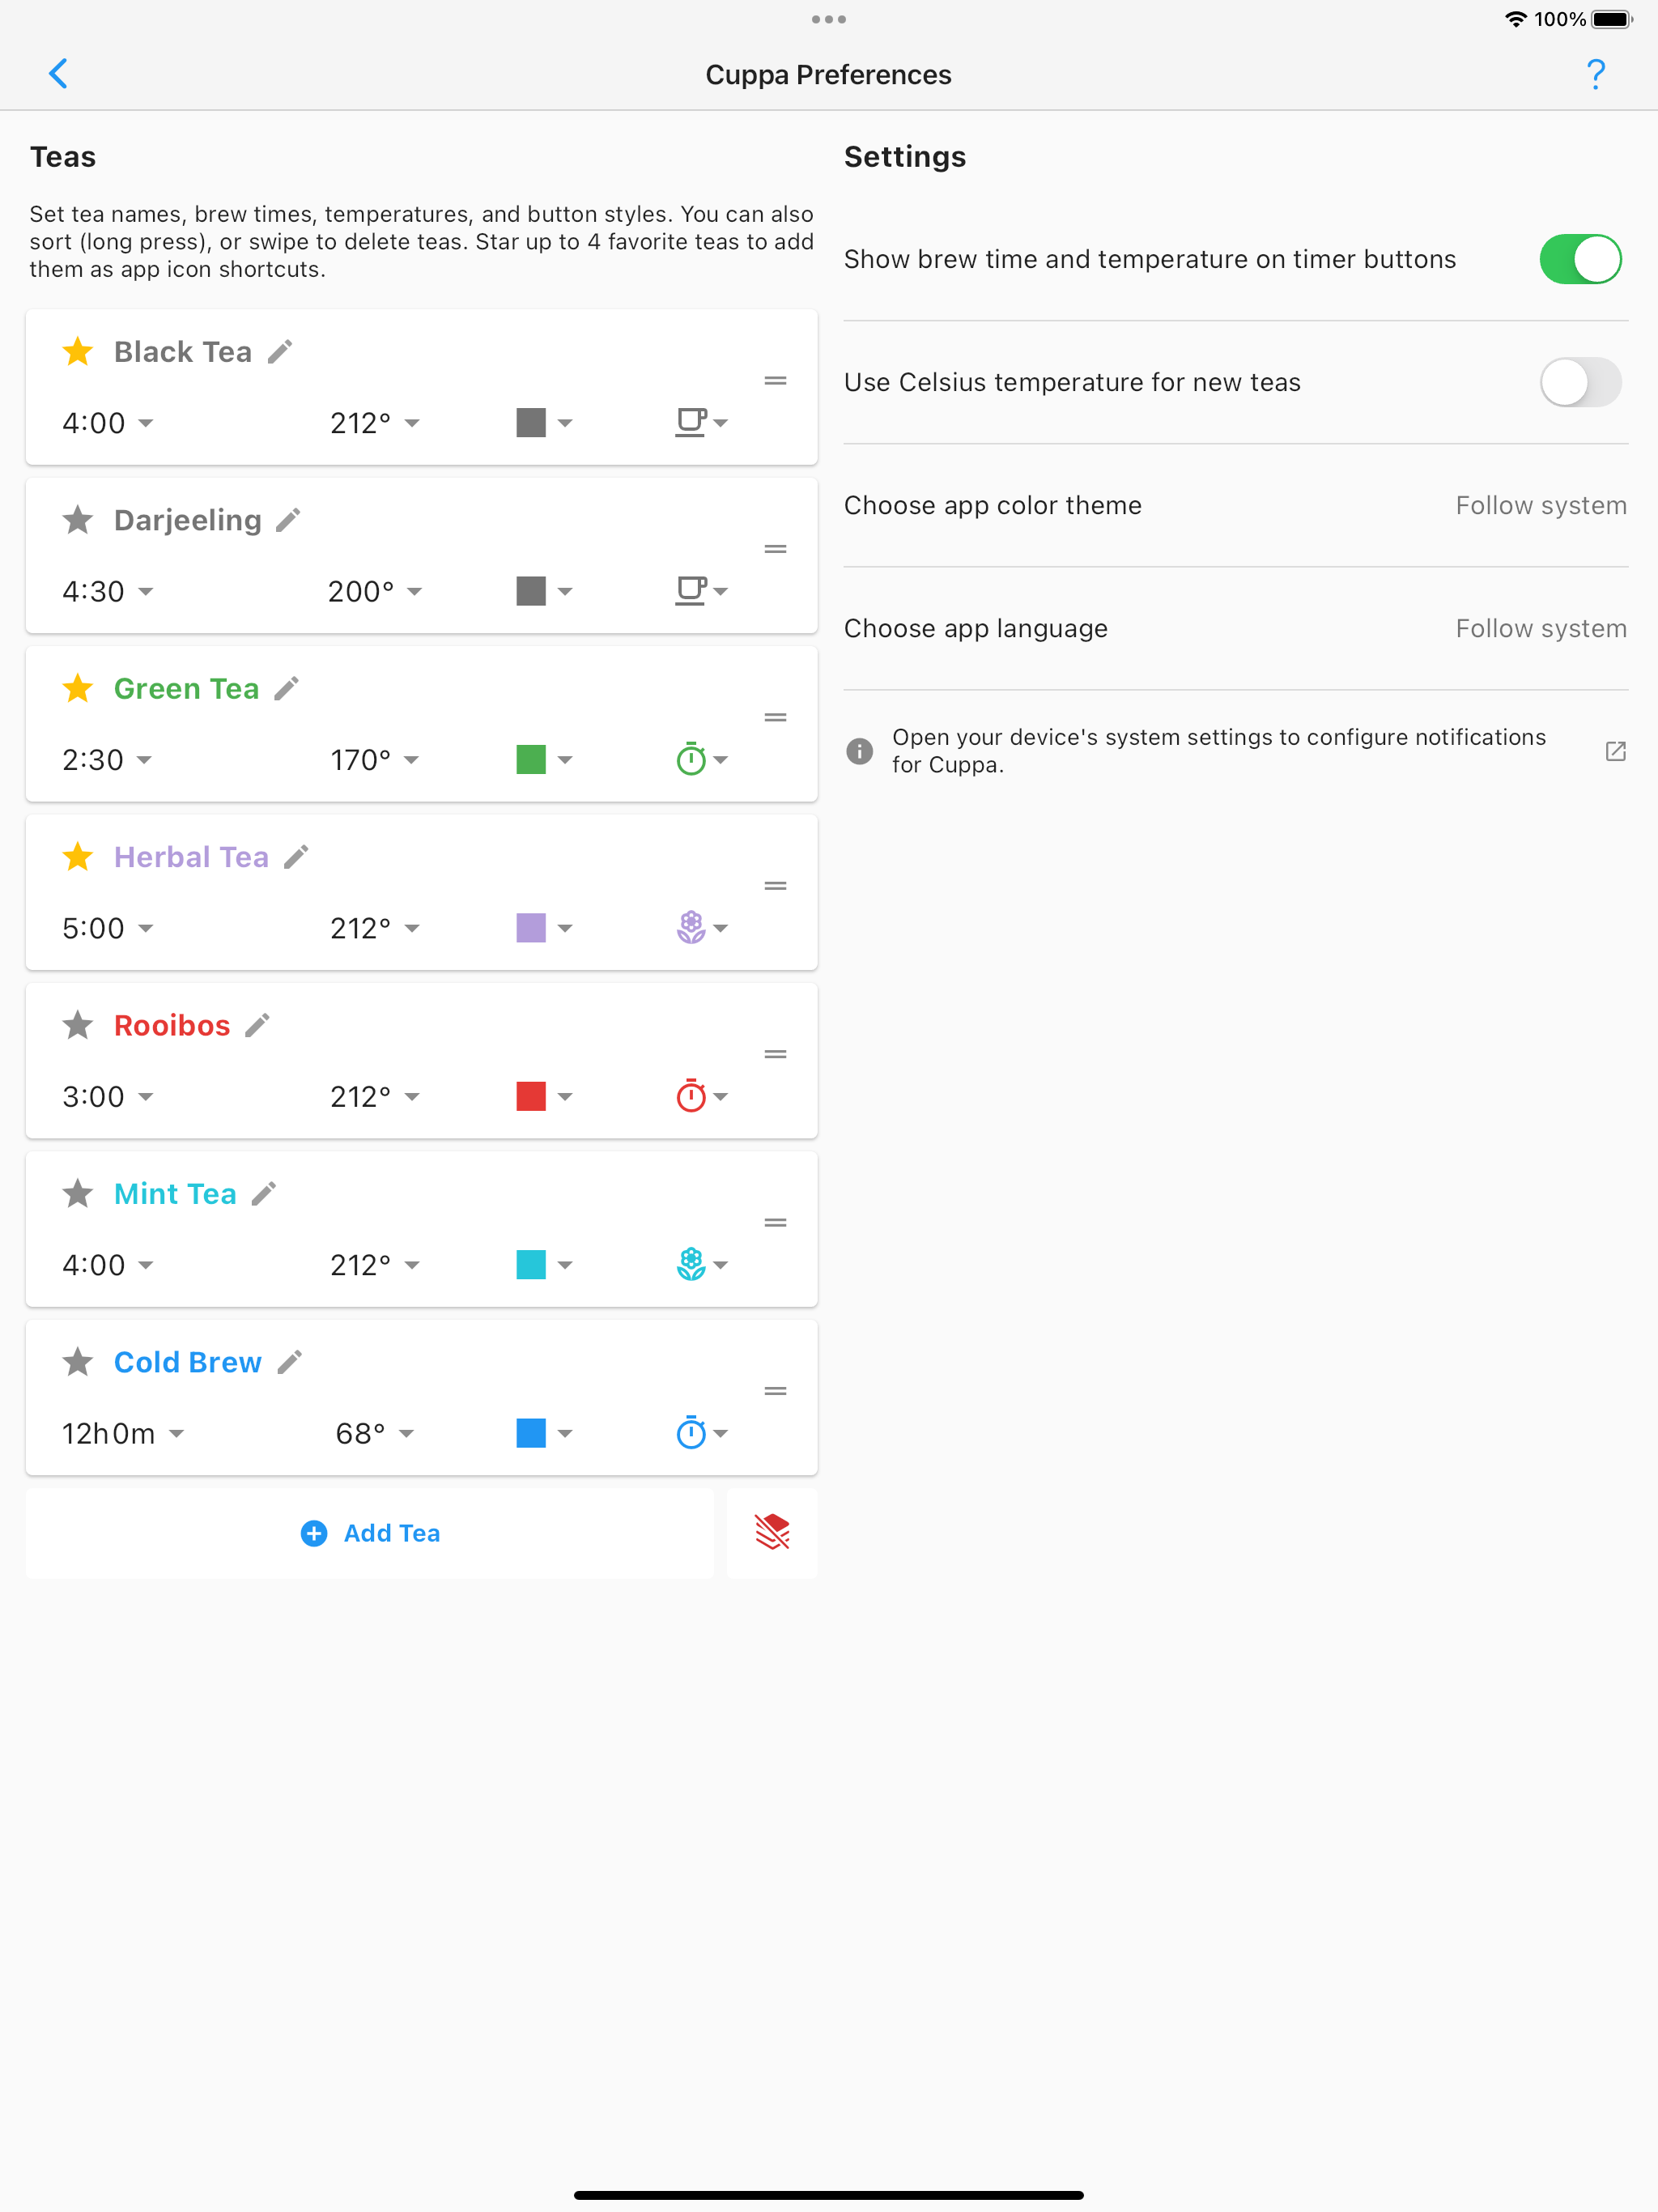 100%
Cuppa Preferences
?
Teas
Set tea names, brew times, temperatures, and button styles. You can also
sort (long press), or swipe to delete teas. Star up to 4 favorite teas to add
them as app icon shortcuts.
Black Tea
4:00 212°
Darjeeling
4:30 200°
Green Tea
2:30 170°
Herbal Tea
5:00 212°
Rooibos
3:00 212°
Mint Tea
4:00 212°
Cold Brew
12h 0m 68°
Add Tea
Settings
Show brew time and temperature on timer buttons
Use Celsius temperature for new teas
Choose app color theme Follow system
Choose app language Follow system
Open your device's system settings to configure notifications
for Cuppa.